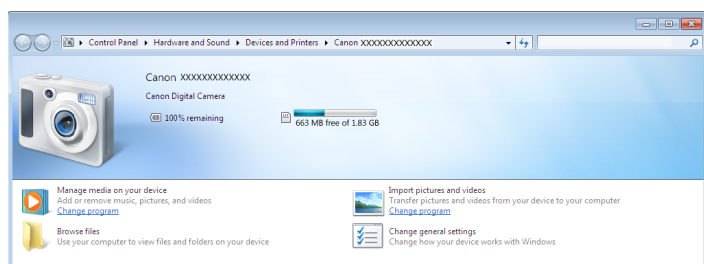 Control Panel ▸ Hardware and Sound ▸ Devices and Printers ▸ Canon XXXXXXXXXXXXX
Canon XXXXXXXXXXXXX
Canon Digital Camera
100% remaining
663 MB free of 1.83 GB
Manage media on your device
Add or remove music, pictures, and videos
Change program
Import pictures and videos
Transfer pictures and videos from your device to your computer
Change program
Browse files
Use your computer to view files and folders on your device
Change general settings
Change how your device works with Windows